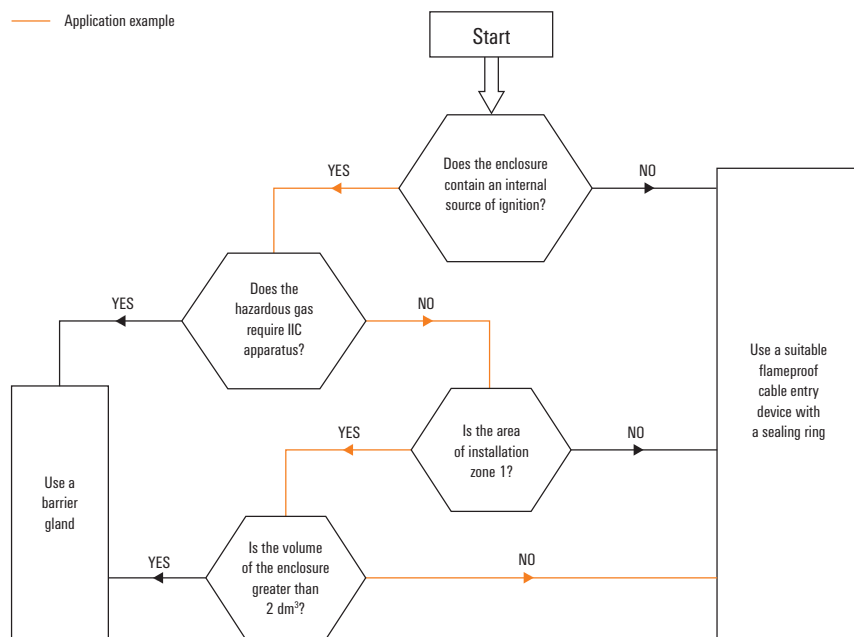 Application example
Start
Does the enclosure
contain an internal
source of ignition?
YES
NO
Does the
hazardous gas
require IIC
apparatus?
YES
NO
Is the area
of installation
zone 1?
YES
NO
Use a suitable
flameproof
cable entry
device with
a sealing ring
Use a
barrier
gland
Is the volume
of the enclosure
greater than
2 dm³?
YES
NO